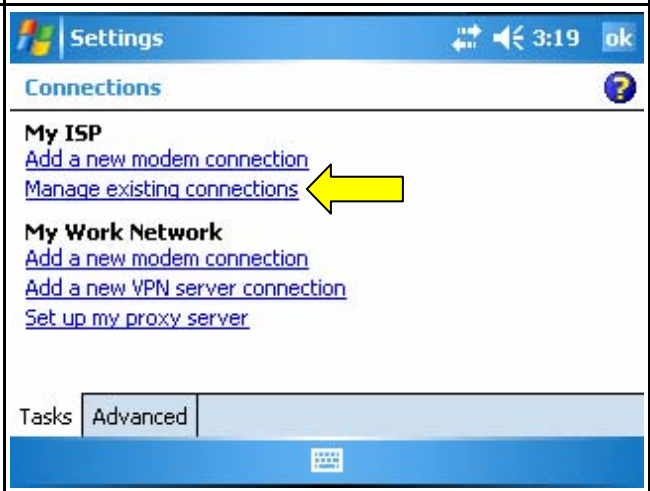 Settings 3:19 ok
Connections ?
My ISP
Add a new modem connection
Manage existing connections
My Work Network
Add a new modem connection
Add a new VPN server connection
Set up my proxy server
Tasks Advanced